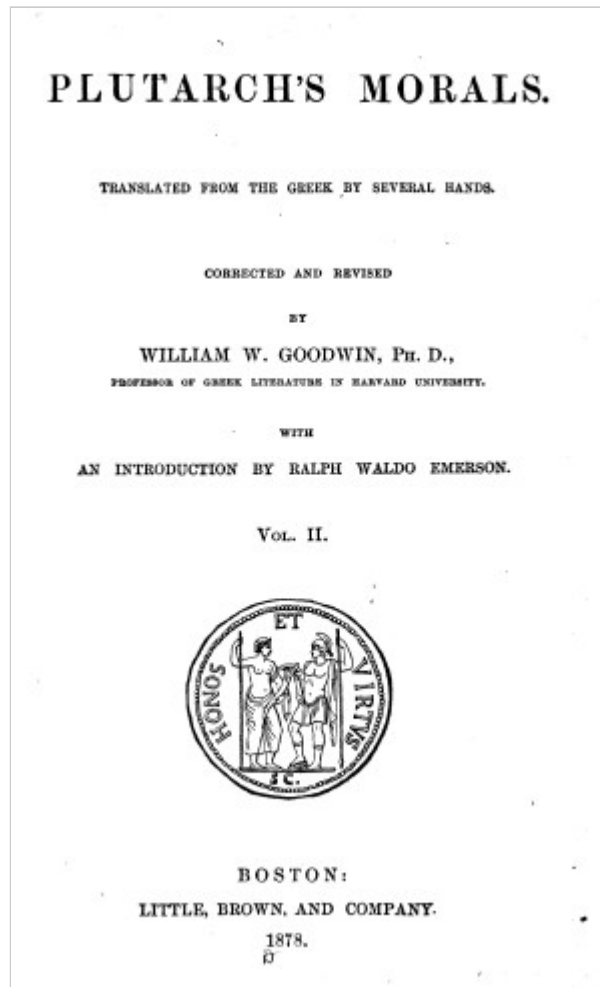 PLUTARCH'S MORALS.
TRANSLATED FROM THE GREEK BY SEVERAL HANDS.
CORRECTED AND REVISED
BY
WILLIAM W. GOODWIN, PH. D.,
PROFESSOR OF GREEK LITERATURE IN HARVARD UNIVERSITY.
WITH
AN INTRODUCTION BY RALPH WALDO EMERSON.
VOL. II.
HONOS ET VIRTVS
S C.
BOSTON:
LITTLE, BROWN, AND COMPANY.
1878.